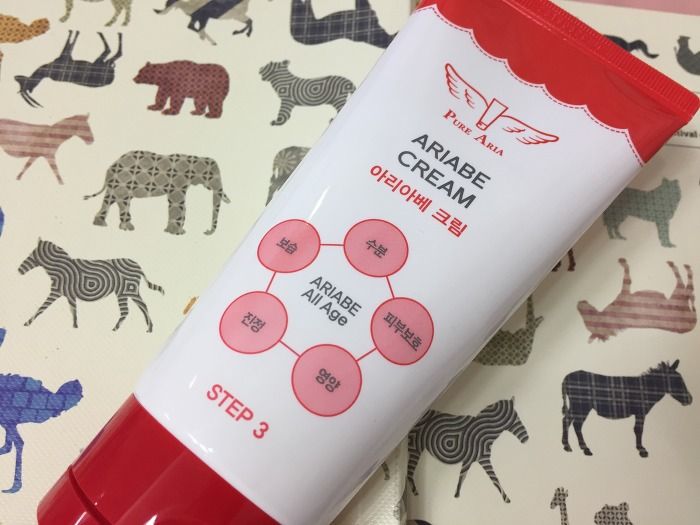 PURE ARIA
ARIABE
CREAM
아리아베 크림
보습
수분
ARIABE
All Age
진정
피부보호
영양
STEP 3